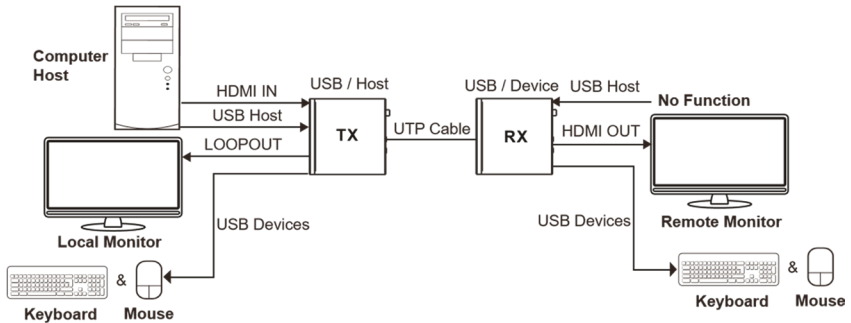 Computer
Host
HDMI IN
USB Host
LOOPOUT
USB / Host
TX
UTP Cable
USB / Device
RX
USB Host
No Function
HDMI OUT
Local Monitor
USB Devices
USB Devices
Remote Monitor
&
Keyboard Mouse
&
Keyboard Mouse